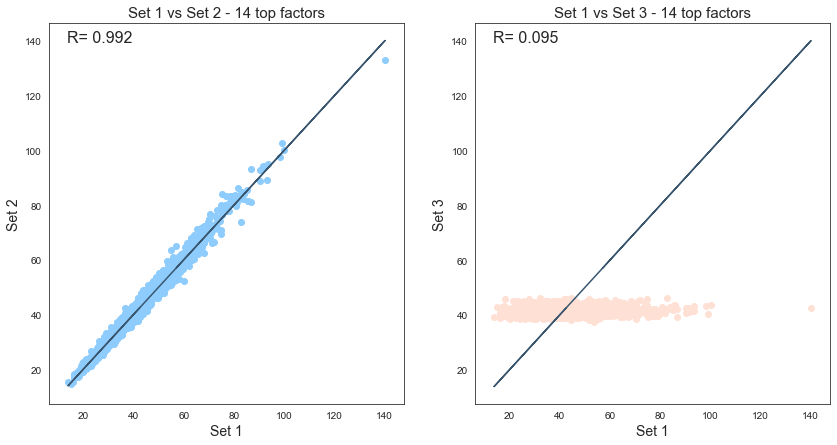 Set 1 vs Set 2 - 14 top factors
R= 0.992
140
120
100
80
60
40
20
Set 2
20 40 60 80 100 120 140
Set 1
Set 1 vs Set 3 - 14 top factors
R= 0.095
140
120
100
80
60
40
20
Set 3
20 40 60 80 100 120 140
Set 1